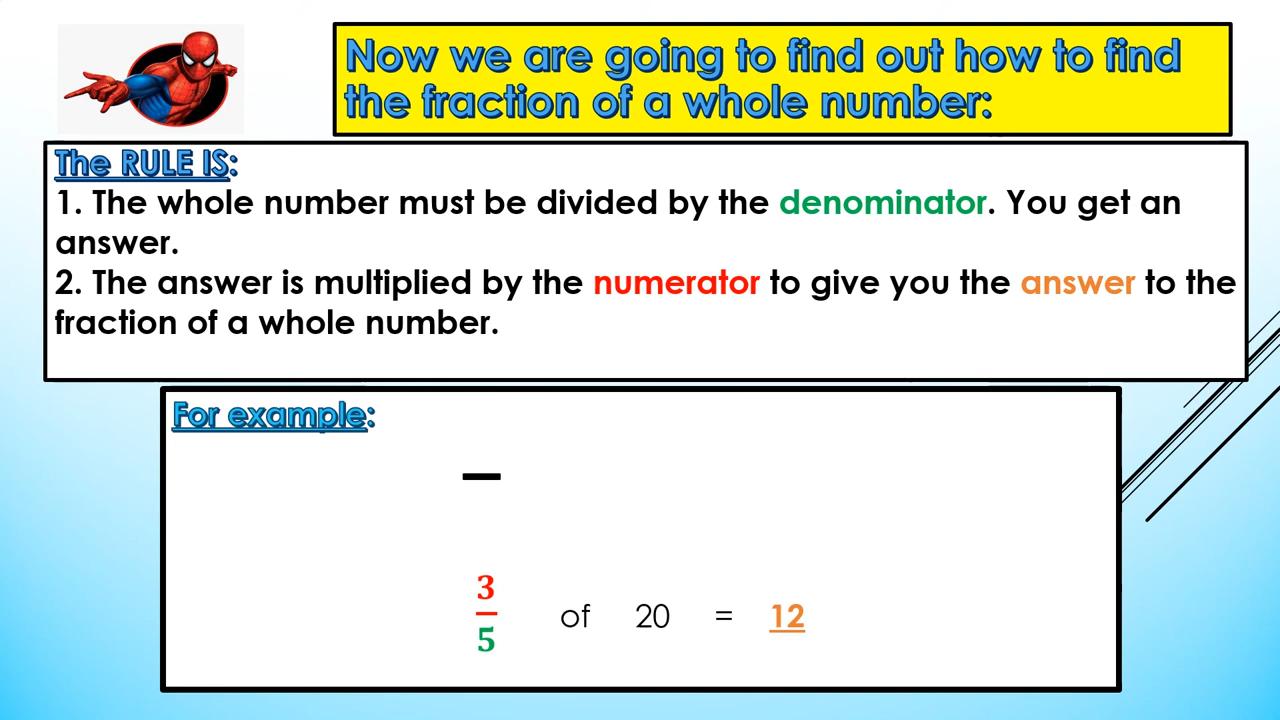 Now we are going to find out how to find
the fraction of a whole number:
The RULE IS:
1. The whole number must be divided by the denominator. You get an
answer.
2. The answer is multiplied by the numerator to give you the answer to the
fraction of a whole number.
For example:
3/5 of 20 = 12